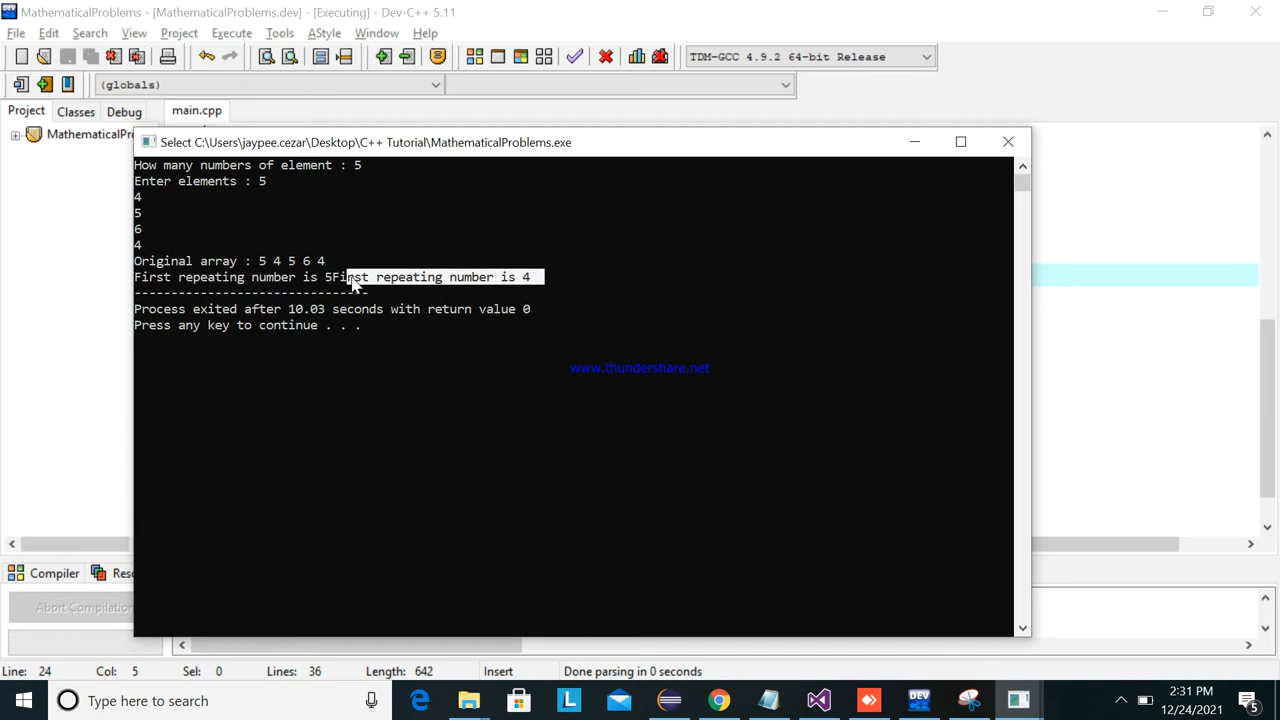 MathematicalProblems - [MathematicalProblems.dev] - [Executing] - Dev-C++ 5.11
File Edit Search View Project Execute Tools AStyle Window Help
TDM-GCC 4.9.2 64-bit Release
(globals)
Project Classes Debug main.cpp
MathematicalPr
Select C:\Users\jaypee.cezar\Desktop\C++ Tutorial\MathematicalProblems.exe
How many numbers of element : 5
Enter elements : 5
4
5
6
4
Original array : 5 4 5 6 4
First repeating number is 5First repeating number is 4
--------------------------------
Process exited after 10.03 seconds with return value 0
Press any key to continue . . .
www.thundershare.net
Compiler Reso
Abort Compilation
Line: 24 Col: 5 Sel: 0 Lines: 36 Length: 642 Insert Done parsing in 0 seconds
Type here to search
DEV
2:31 PM
12/24/2021
5